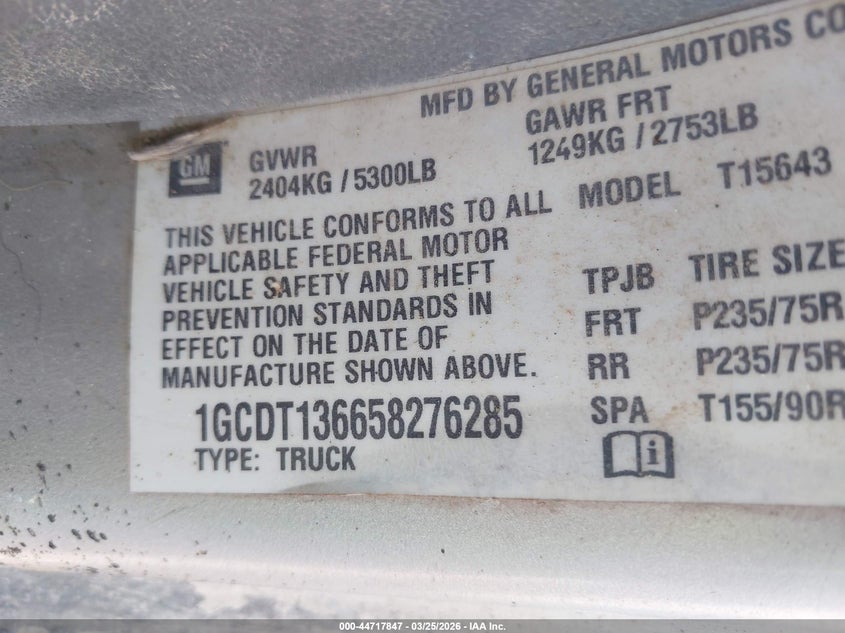 MFD BY GENERAL MOTORS CO
GM
GVWR
2404KG / 5300LB
GAWR FRT
1249KG / 2753LB
THIS VEHICLE CONFORMS TO ALL
APPLICABLE FEDERAL MOTOR
VEHICLE SAFETY AND THEFT
PREVENTION STANDARDS IN
EFFECT ON THE DATE OF
MANUFACTURE SHOWN ABOVE.
1GCDT136658276285
TYPE: TRUCK
MODEL T15643
TPJB TIRE SIZE
FRT P235/75R
RR P235/75R
SPA T155/90R
i
000-44717847 - 03/25/2026 - IAA Inc.